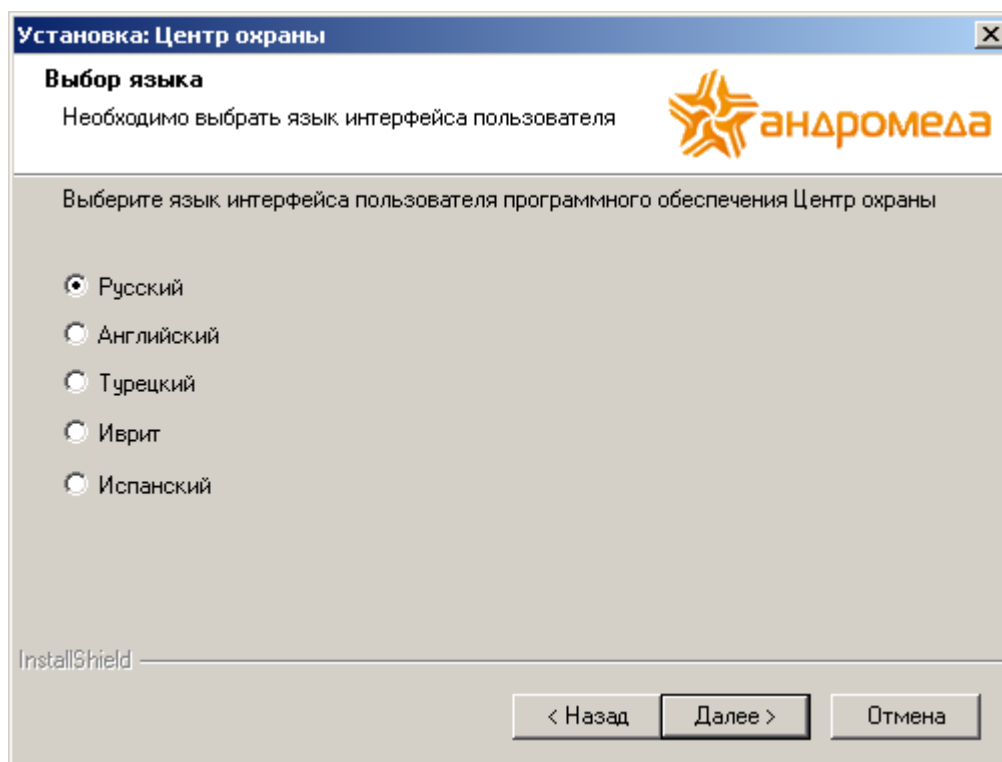 Установка: Центр охраны
Выбор языка
Необходимо выбрать язык интерфейса пользователя
андромеда
Выберите язык интерфейса пользователя программного обеспечения Центр охраны
Русский
Английский
Турецкий
Иврит
Испанский
InstallShield
< Назад
Далее >
Отмена